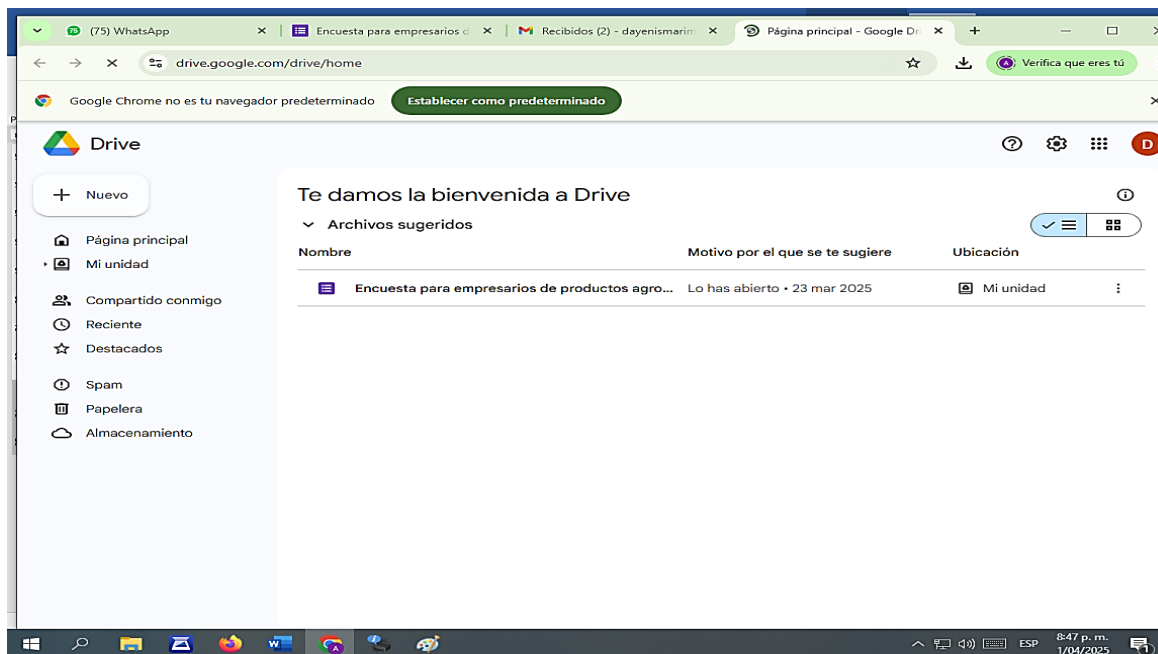 (75) WhatsApp
Encuesta para empresarios d
Recibidos (2) - dayenismarim
Página principal - Google Dri
drive.google.com/drive/home
Verifica que eres tú
Google Chrome no es tu navegador predeterminado
Establecer como predeterminado
Drive
D
Nuevo
Te damos la bienvenida a Drive
Archivos sugeridos
Página principal
Mi unidad
Compartido conmigo
Reciente
Destacados
Spam
Papelera
Almacenamiento
Nombre
Motivo por el que se te sugiere
Ubicación
Encuesta para empresarios de productos agro...
Lo has abierto • 23 mar 2025
Mi unidad
ESP
8:47 p. m.
1/04/2025